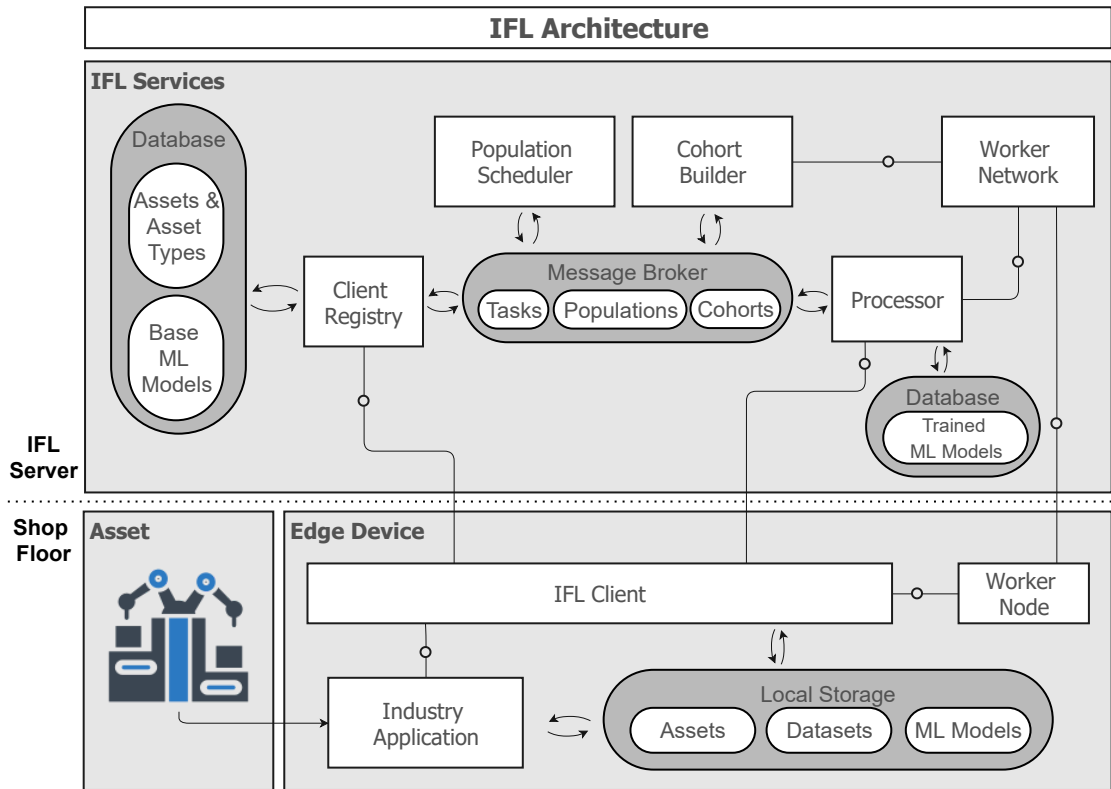 IFL Architecture
IFL Services
Database
Assets &
Asset
Types
Base
ML
Models
Population
Scheduler
Cohort
Builder
Worker
Network
Client
Registry
Message Broker
Tasks
Populations
Cohorts
Processor
Database
Trained
ML Models
IFL
Server
Shop
Floor
Asset
Edge Device
IFL Client
Worker
Node
Industry
Application
Local Storage
Assets
Datasets
ML Models